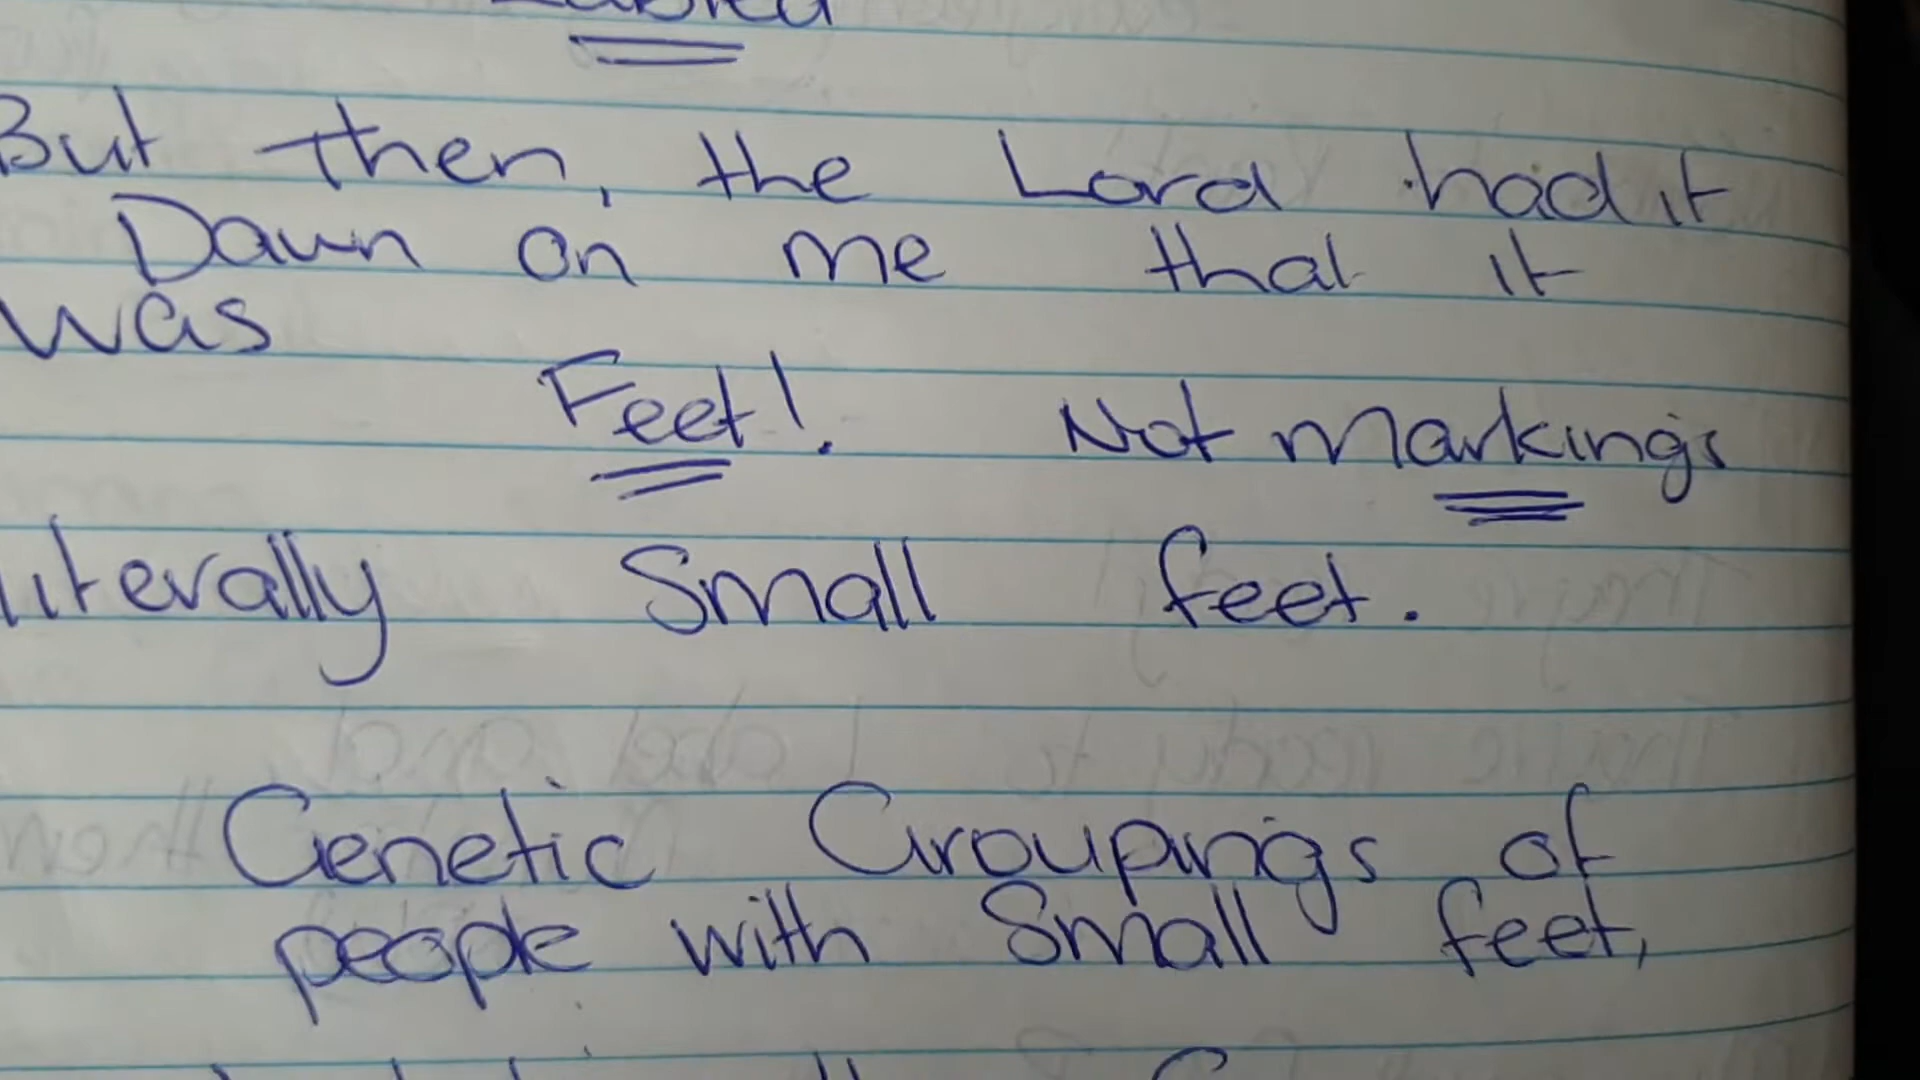 But then, the Lord had it
Dawn on me that it
was
Feet! Not Markings
literally Small feet.
Genetic Groupings of
people with Small feet,